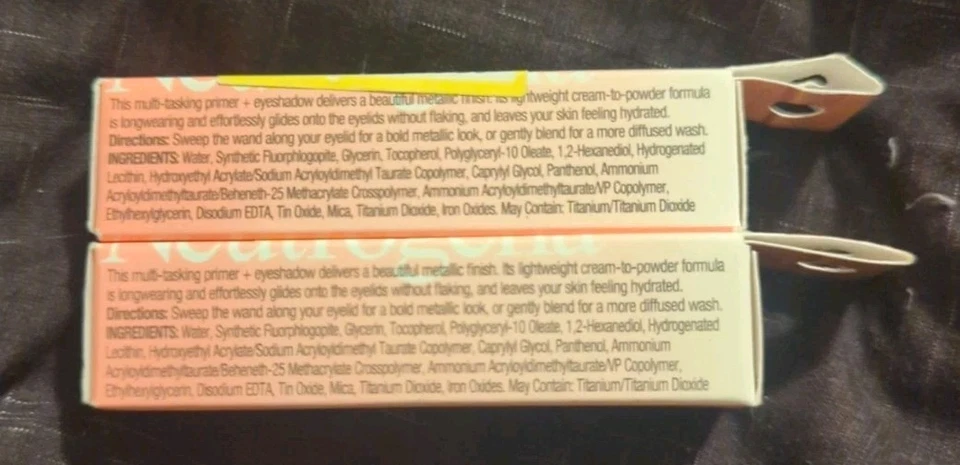 This multi-tasking primer + eyeshadow delivers a beautiful metallic finish. Its lightweight cream-to-powder formula
is longwearing and effortlessly glides onto the eyelids without flaking, and leaves your skin feeling hydrated.
Directions: Sweep the wand along your eyelid for a bold metallic look, or gently blend for a more diffused wash.
INGREDIENTS: Water, Synthetic Fluorphlogopite, Glycerin, Tocopherol, Polyglyceryl-10 Oleate, 1,2-Hexanediol, Hydrogenated
Lecithin, Hydroxyethyl Acrylate/Sodium Acryloyldimethyl Taurate Copolymer, Caprylyl Glycol, Panthenol, Ammonium
Acryloyldimethyltaurate/Beheneth-25 Methacrylate Crosspolymer, Ammonium Acryloyldimethyltaurate/VP Copolymer,
Ethylhexylglycerin, Disodium EDTA, Tin Oxide, Mica, Titanium Dioxide, Iron Oxides. May Contain: Titanium/Titanium Dioxide
Neutrogena
This multi-tasking primer + eyeshadow delivers a beautiful metallic finish. Its lightweight cream-to-powder formula
is longwearing and effortlessly glides onto the eyelids without flaking, and leaves your skin feeling hydrated.
Directions: Sweep the wand along your eyelid for a bold metallic look, or gently blend for a more diffused wash.
INGREDIENTS: Water, Synthetic Fluorphlogopite, Glycerin, Tocopherol, Polyglyceryl-10 Oleate, 1,2-Hexanediol, Hydrogenated
Lecithin, Hydroxyethyl Acrylate/Sodium Acryloyldimethyl Taurate Copolymer, Caprylyl Glycol, Panthenol, Ammonium
Acryloyldimethyltaurate/Beheneth-25 Methacrylate Crosspolymer, Ammonium Acryloyldimethyltaurate/VP Copolymer,
Ethylhexylglycerin, Disodium EDTA, Tin Oxide, Mica, Titanium Dioxide, Iron Oxides. May Contain: Titanium/Titanium Dioxide